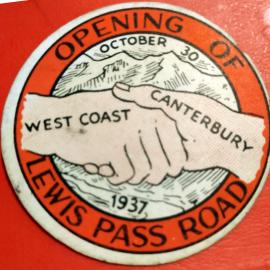 OPENING OF
OCTOBER 30
WEST COAST
CANTERBURY
1937
LEWIS PASS ROAD